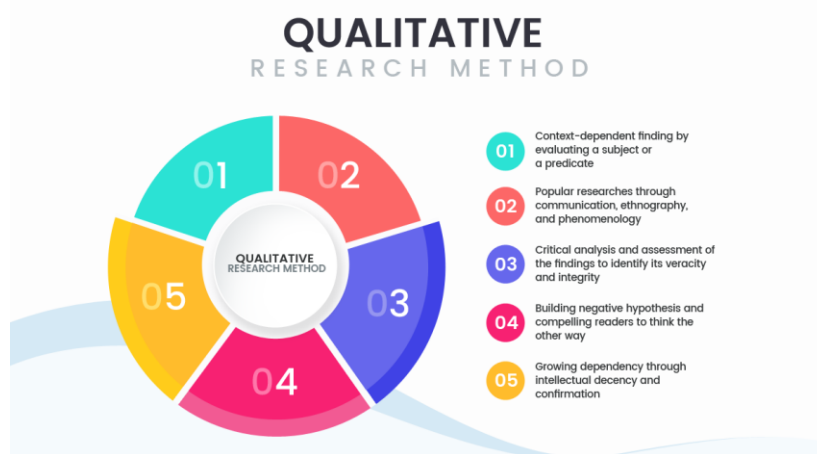 QUALITATIVE
RESEARCH METHOD
01
02
03
04
05
QUALITATIVE
RESEARCH METHOD
01
Context-dependent finding by
evaluating a subject or
a predicate
02
Popular researches through
communication, ethnography,
and phenomenology
03
Critical analysis and assessment of
the findings to identify its veracity
and integrity
04
Building negative hypothesis and
compelling readers to think the
other way
05
Growing dependency through
intellectual decency and
confirmation